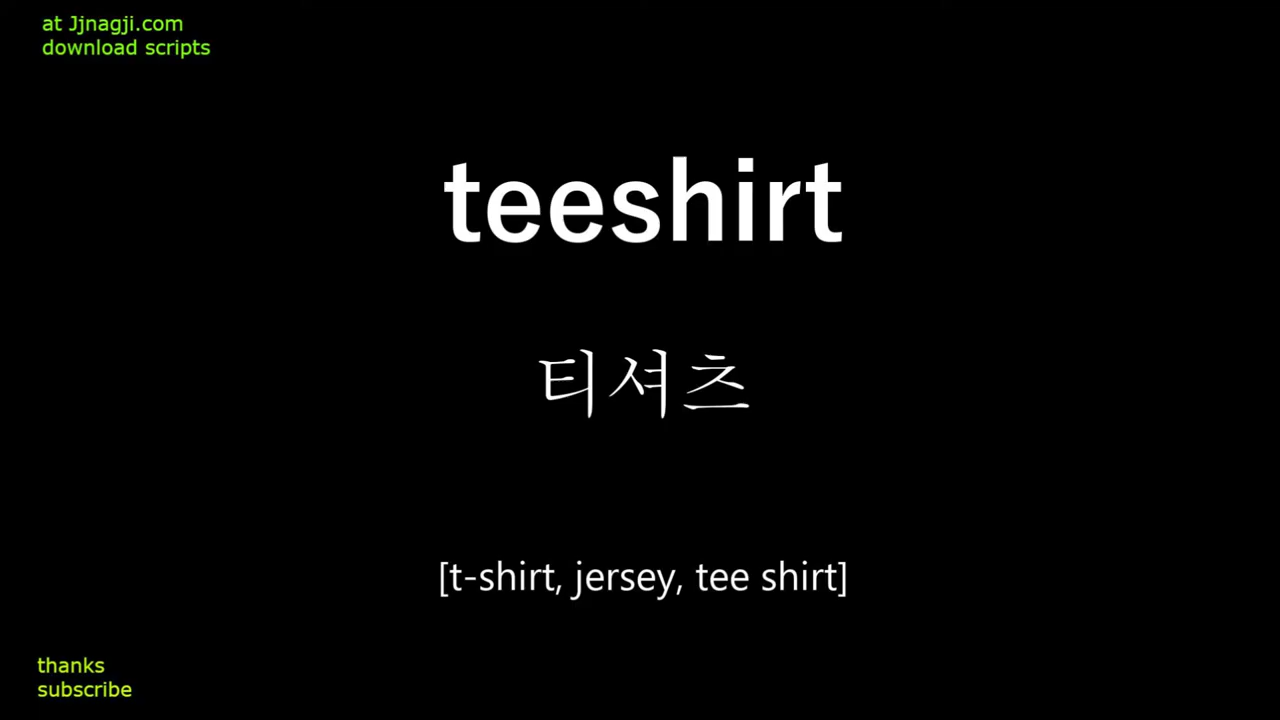 at Jjnagji.com
download scripts
teeshirt
티셔츠
[t-shirt, jersey, tee shirt]
thanks
subscribe